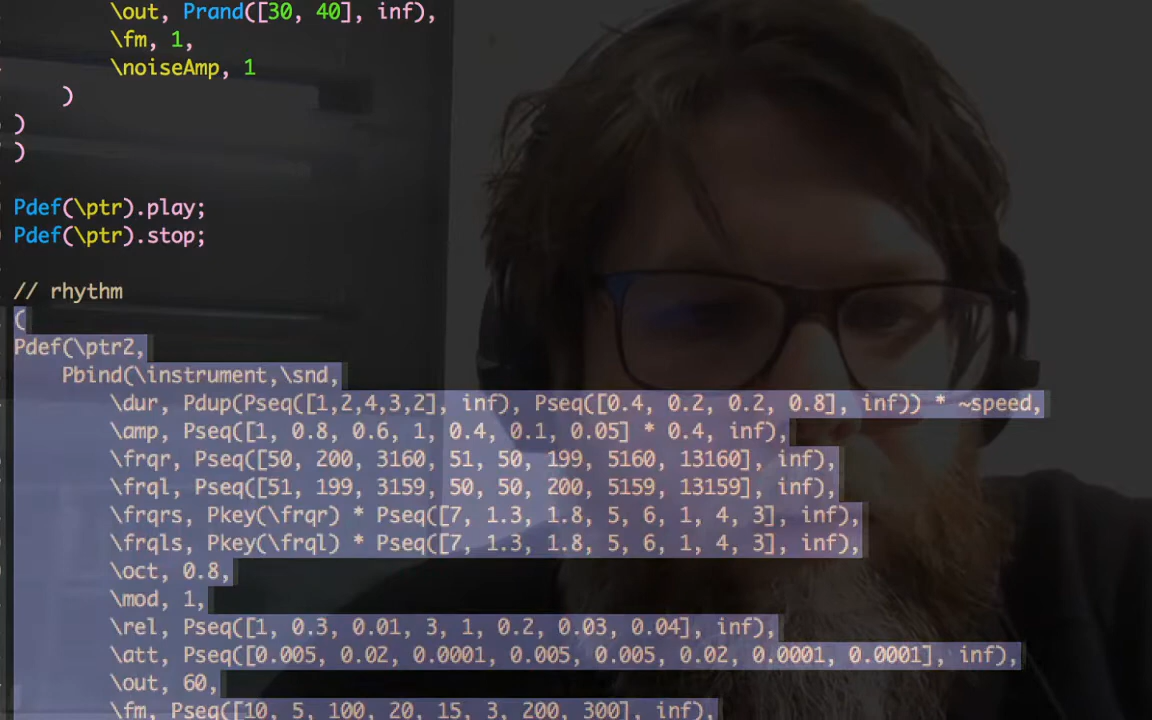 \out, Prand([30, 40], inf),
\fm, 1,
\noiseAmp, 1
)
)
)
Pdef(\ptr).play;
Pdef(\ptr).stop;
// rhythm
(
Pdef(\ptr2,
Pbind(\instrument,\snd,
\dur, Pdup(Pseq([1,2,4,3,2], inf), Pseq([0.4, 0.2, 0.2, 0.8], inf)) * ~speed,
\amp, Pseq([1, 0.8, 0.6, 1, 0.4, 0.1, 0.05] * 0.4, inf),
\frqr, Pseq([50, 200, 3160, 51, 50, 199, 5160, 13160], inf),
\frql, Pseq([51, 199, 3159, 50, 50, 200, 5159, 13159], inf),
\frqrs, Pkey(\frqr) * Pseq([7, 1.3, 1.8, 5, 6, 1, 4, 3], inf),
\frqls, Pkey(\frql) * Pseq([7, 1.3, 1.8, 5, 6, 1, 4, 3], inf),
\oct, 0.8,
\mod, 1,
\rel, Pseq([1, 0.3, 0.01, 3, 1, 0.2, 0.03, 0.04], inf),
\att, Pseq([0.005, 0.02, 0.0001, 0.005, 0.005, 0.02, 0.0001, 0.0001], inf),
\out, 60,
\fm, Pseq([10, 5, 100, 20, 15, 3, 200, 300], inf),